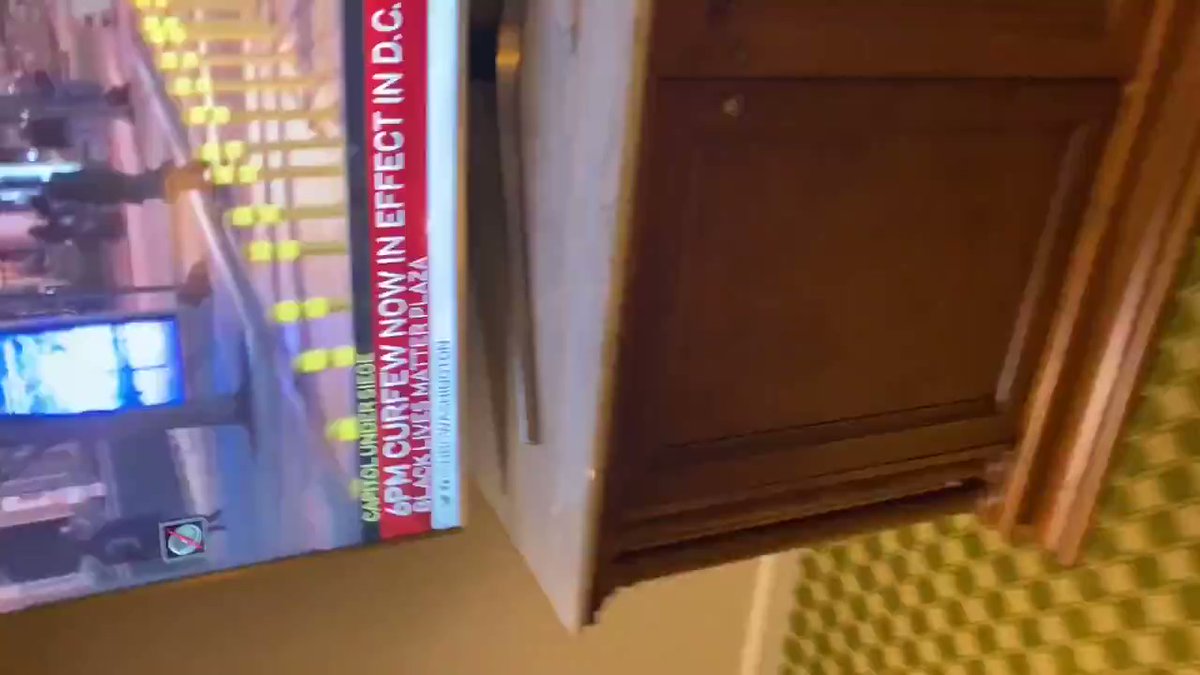 CAPITOL UNDER SIEGE
6PM CURFEW NOW IN EFFECT IN D.C.
BLACK LIVES MATTER PLAZA